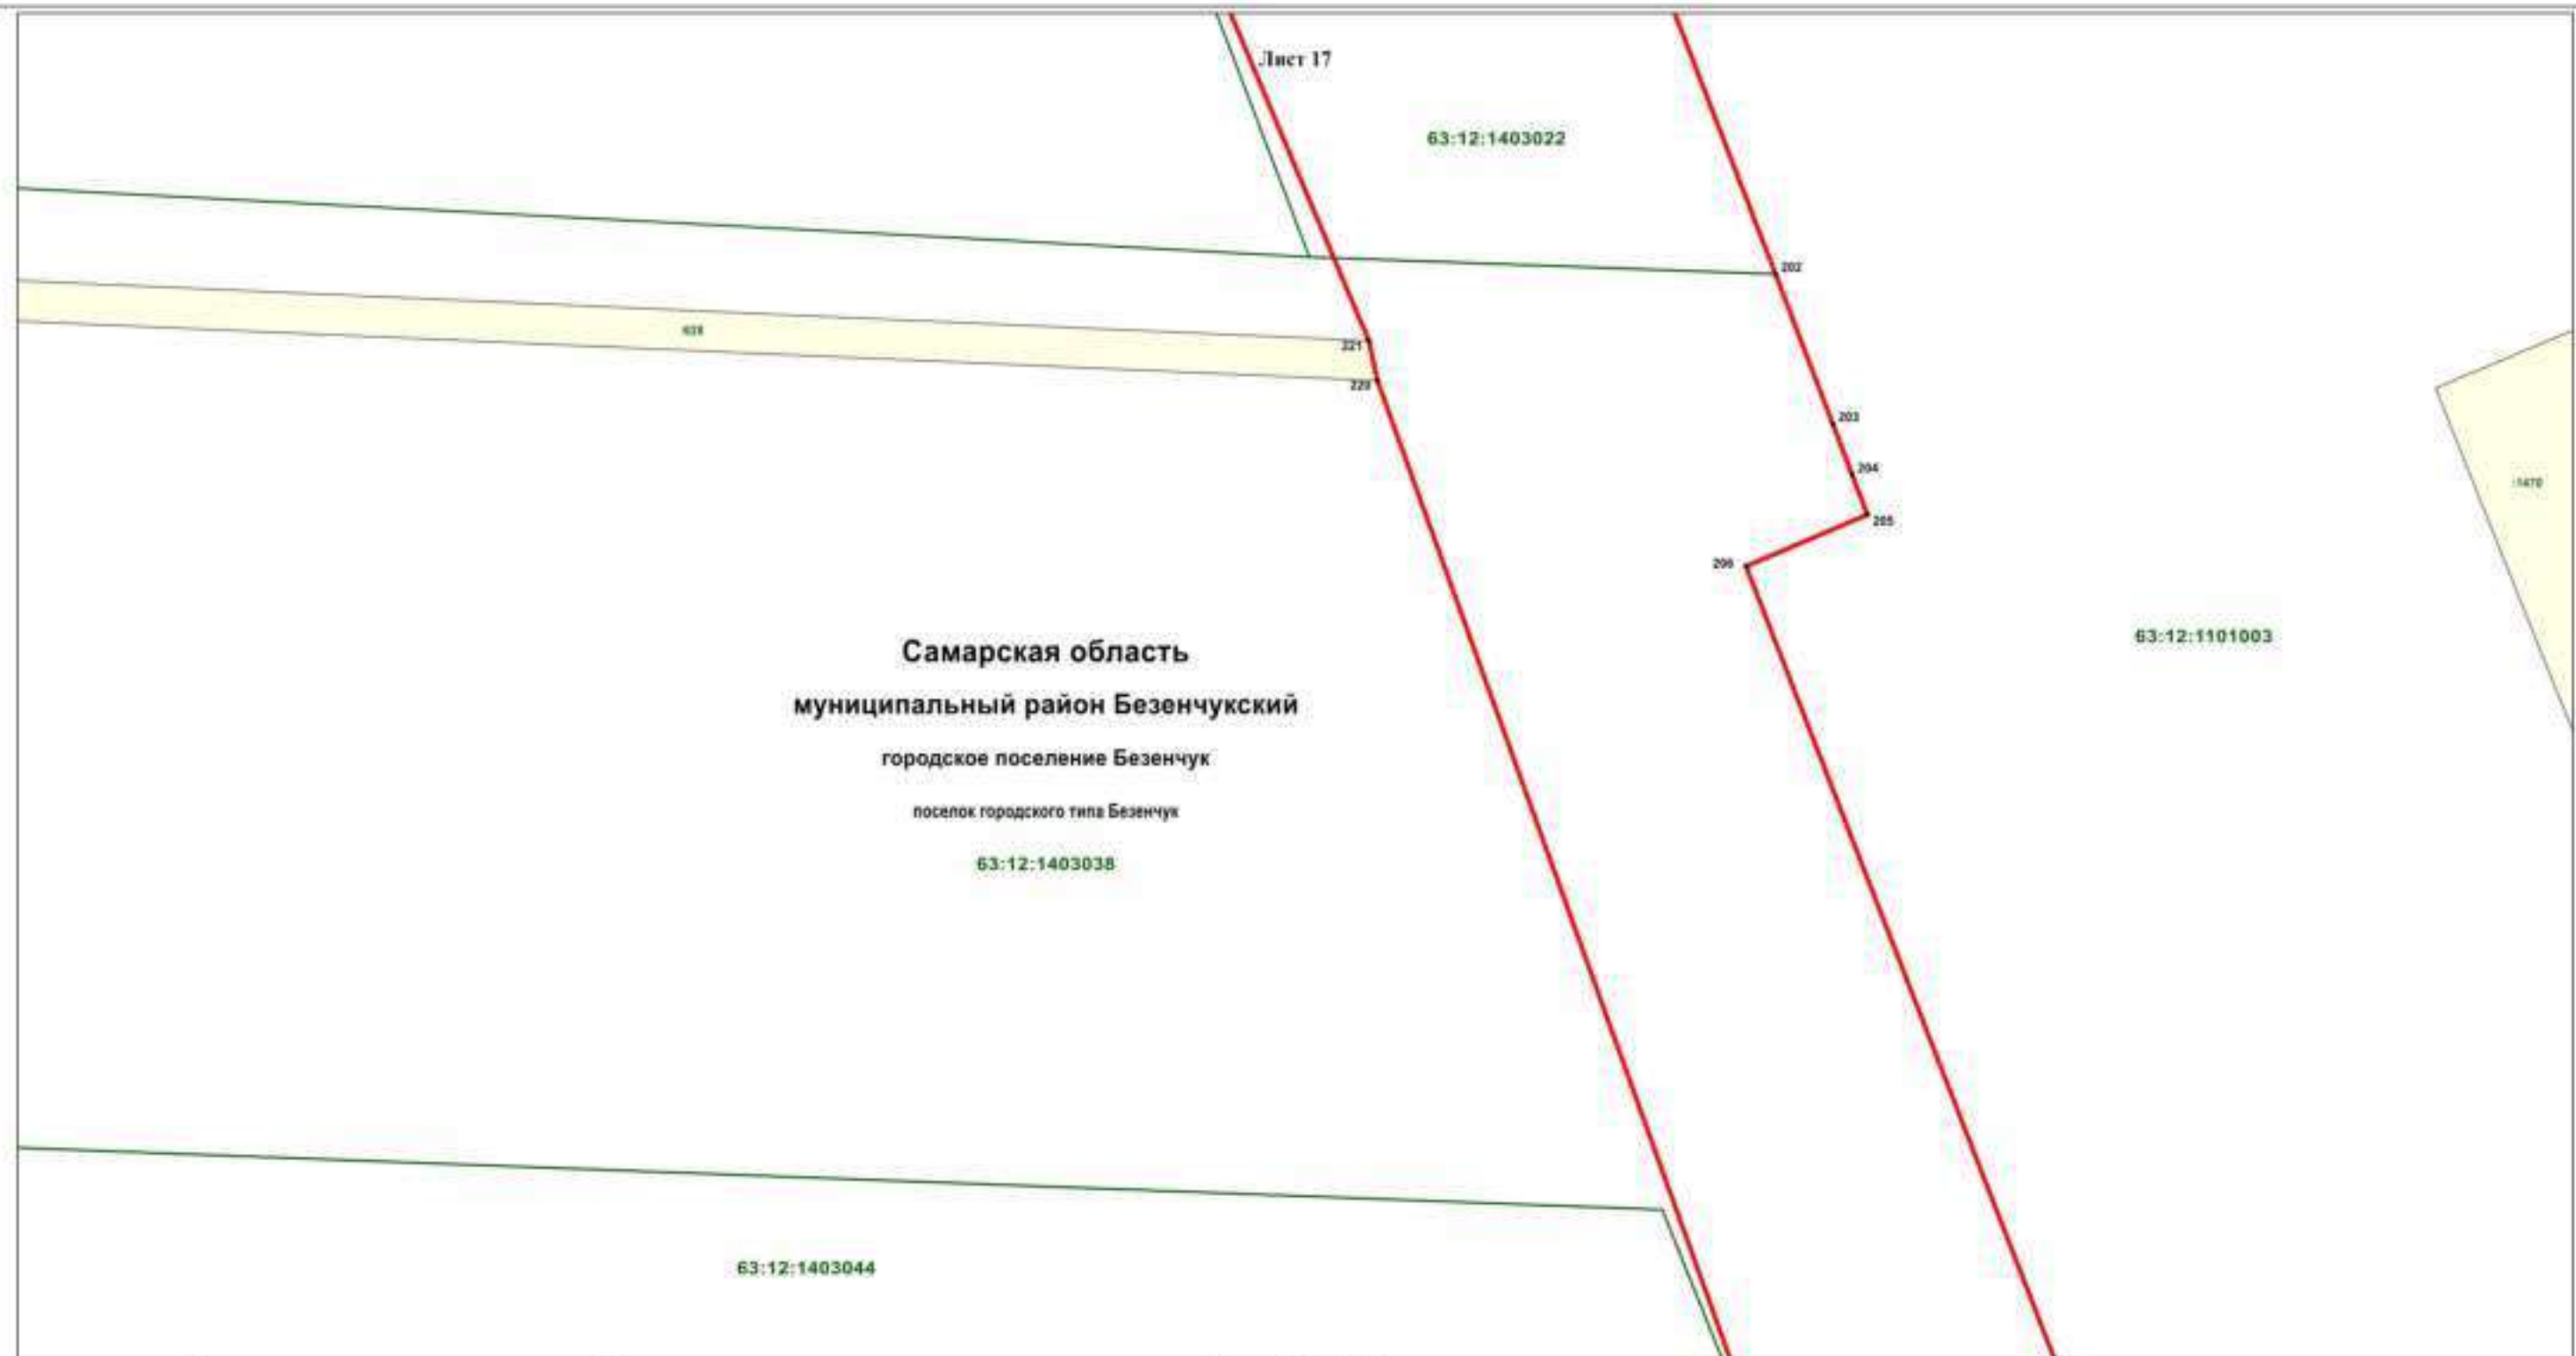 Лист 17
63:12:1403022
202
221
220
203
204
:1470
205
206
63:12:1101003
Самарская область
муниципальный район Безенчукский
городское поселение Безенчук
поселок городского типа Безенчук
63:12:1403038
63:12:1403044